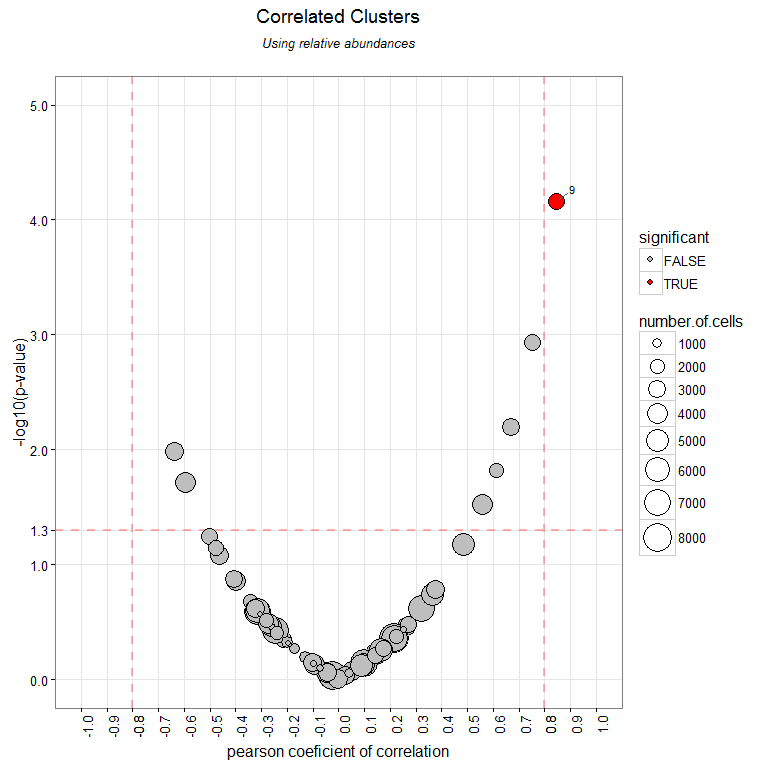 Correlated Clusters
Using relative abundances
-log10(p-value)
5.0
4.0
3.0
2.0
1.3
1.0
0.0
9
-1.0 -0.9 -0.8 -0.7 -0.6 -0.5 -0.4 -0.3 -0.2 -0.1 0.0 0.1 0.2 0.3 0.4 0.5 0.6 0.7 0.8 0.9 1.0
pearson coeficient of correlation
significant
FALSE
TRUE
number.of.cells
1000
2000
3000
4000
5000
6000
7000
8000